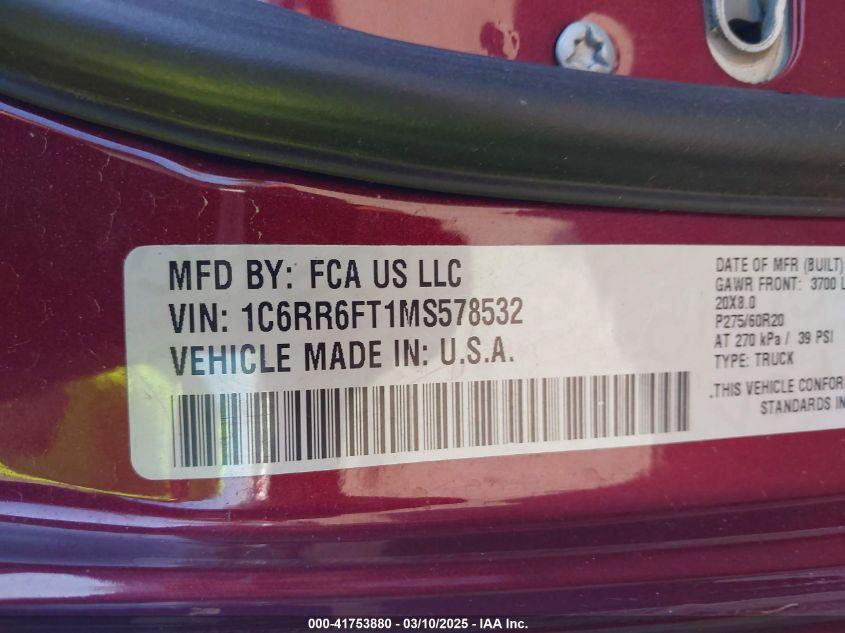 MFD BY: FCA US LLC
VIN: 1C6RR6FT1MS578532
VEHICLE MADE IN: U.S.A.
DATE OF MFR (BUILT)
GAWR FRONT: 3700 L
20X8.0
P275/60R20
AT 270 kPa / 39 PSI
TYPE: TRUCK
.THIS VEHICLE CONFOR
STANDARDS IN
000-41753880 — 03/10/2025 — IAA Inc.